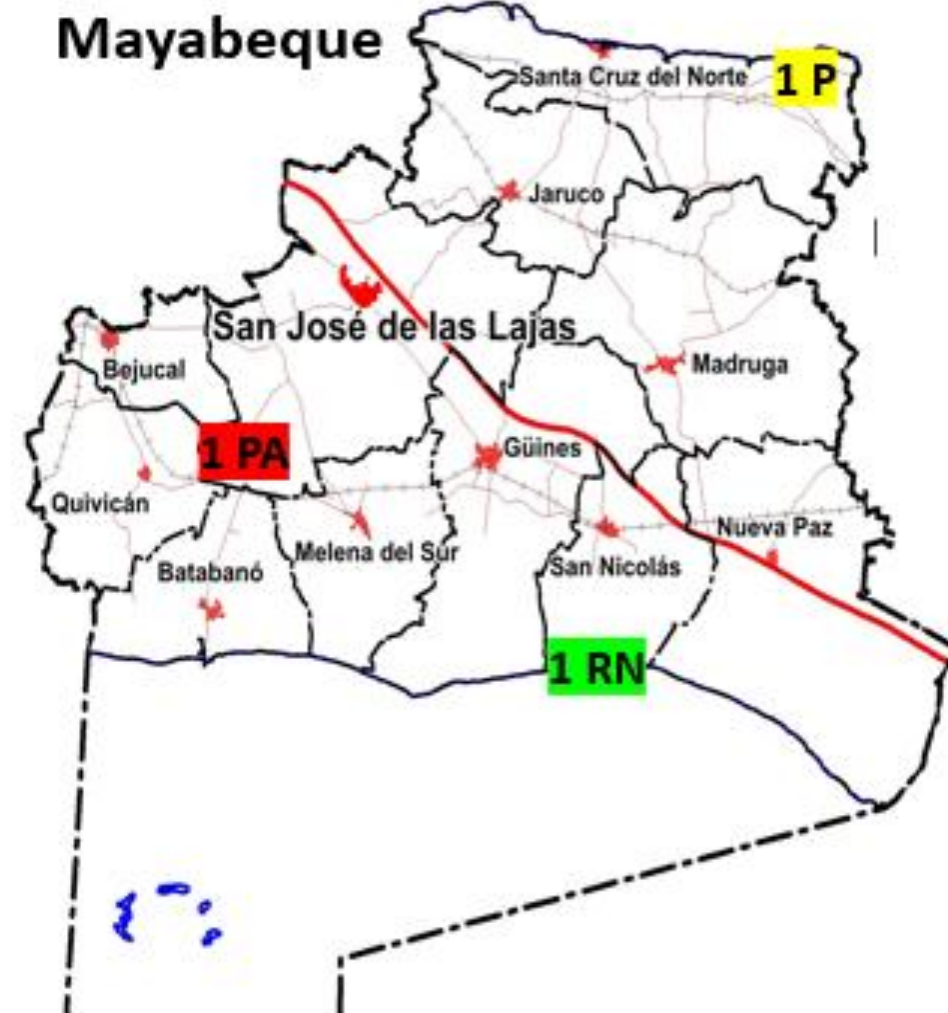 Mayabeque
Santa Cruz del Norte
1 P
Jaruco
San José de las Lajas
Bejucal
Madruga
1 PA
Güines
Quivicán
Nueva Paz
Melena del Sur
San Nicolás
Batabanó
1 RN